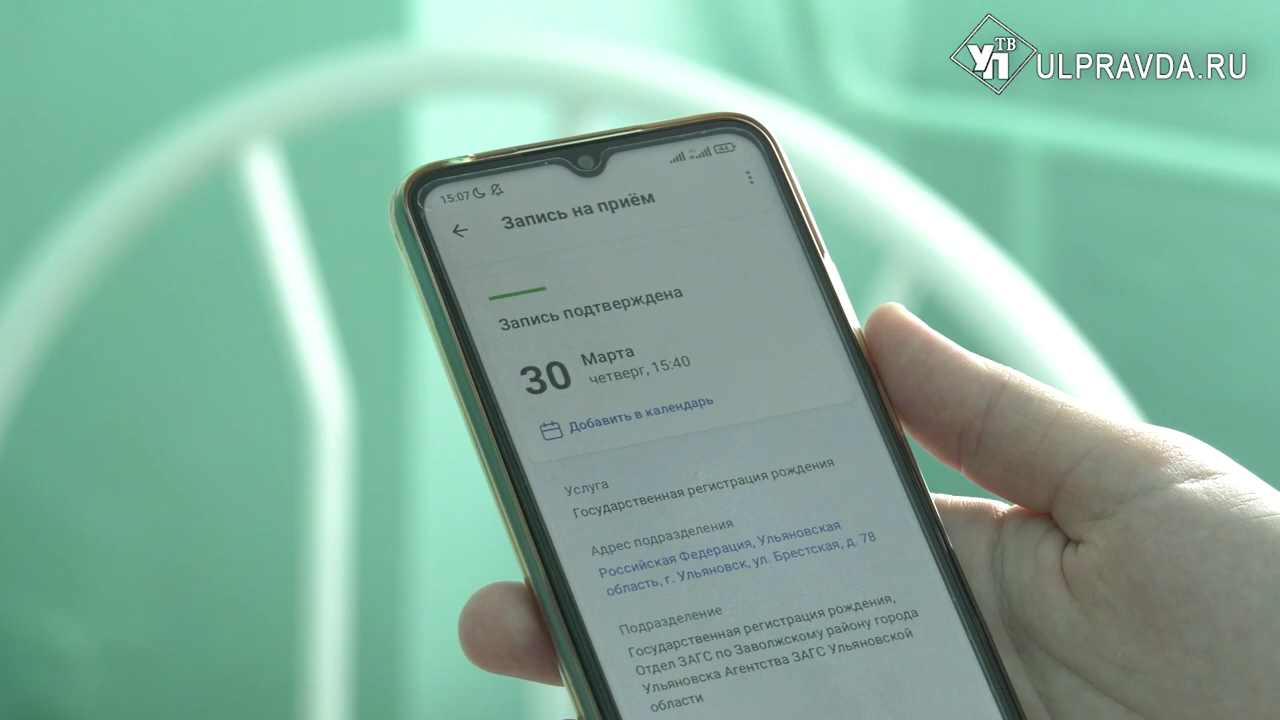 УП ТВ ULPRAVDA.RU
15:07
44
Запись на приём
Запись подтверждена
30 Марта
четверг, 15:40
Добавить в календарь
Услуга
Государственная регистрация рождения
Адрес подразделения
Российская Федерация, Ульяновская
область, г. Ульяновск, ул. Брестская, д. 78
Подразделение
Государственная регистрация рождения,
Отдел ЗАГС по Заволжскому району города
Ульяновска Агентства ЗАГС Ульяновской
области